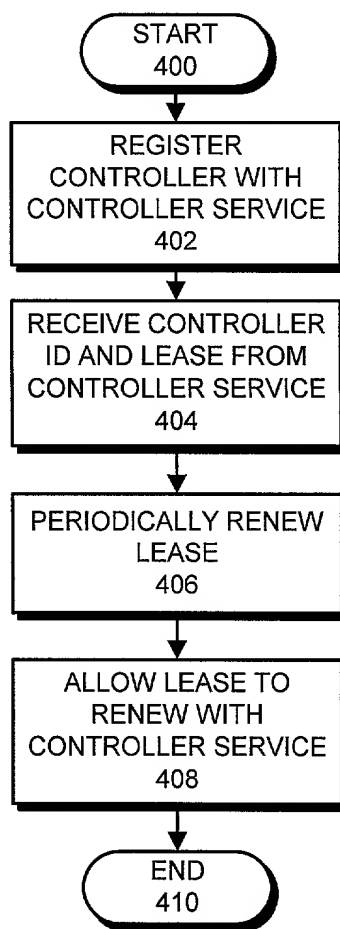 START
400
REGISTER
CONTROLLER WITH
CONTROLLER SERVICE
402
RECEIVE CONTROLLER
ID AND LEASE FROM
CONTROLLER SERVICE
404
PERIODICALLY RENEW
LEASE
406
ALLOW LEASE TO
RENEW WITH
CONTROLLER SERVICE
408
END
410